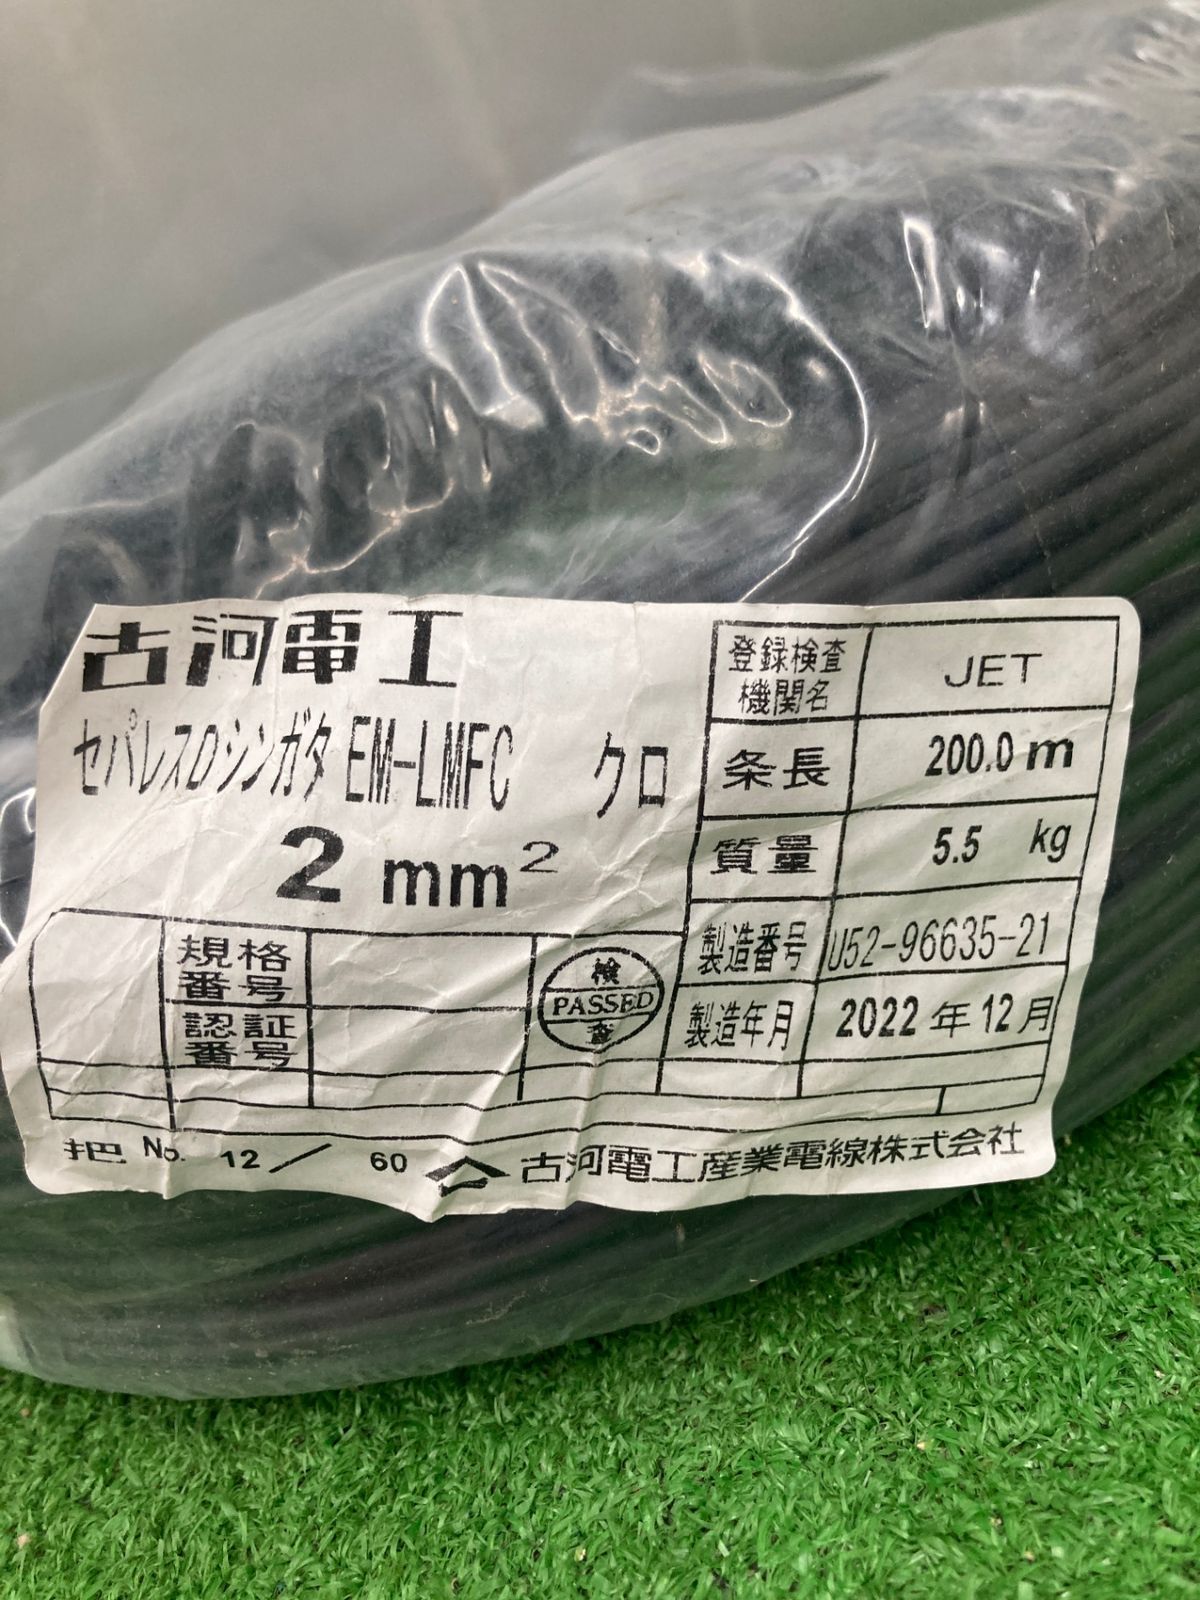 古河電工
セパレスロシンガタ EM-LMFC クロ
2 mm²
規格番号
認証番号
検 PASSED 査
登録検査機関名 JET
条長 200.0 m
質量 5.5 kg
製造番号 U52-96635-21
製造年月 2022年12月
把 No. 12 / 60 古河電工産業電線株式会社